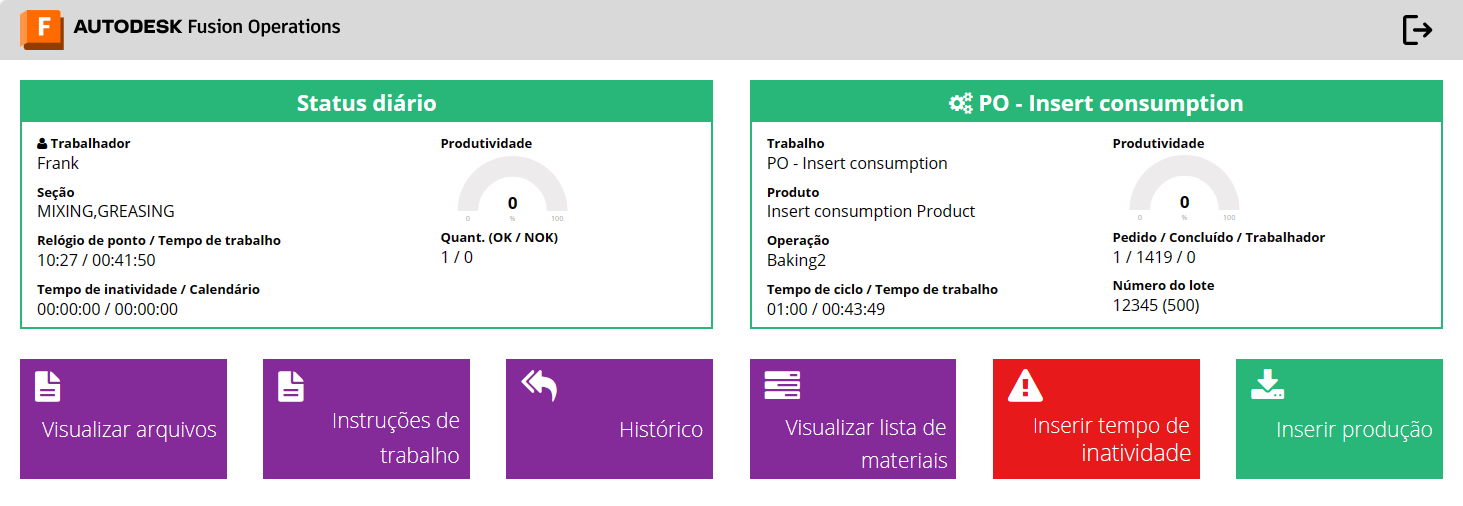 F AUTODESK Fusion Operations
Status diário
Trabalhador
Frank
Seção
MIXING,GREASING
Relógio de ponto / Tempo de trabalho
10:27 / 00:41:50
Tempo de inatividade / Calendário
00:00:00 / 00:00:00
Produtividade
0
0 % 100
Quant. (OK / NOK)
1 / 0
PO - Insert consumption
Trabalho
PO - Insert consumption
Produto
Insert consumption Product
Operação
Baking2
Tempo de ciclo / Tempo de trabalho
01:00 / 00:43:49
Produtividade
0
0 % 100
Pedido / Concluído / Trabalhador
1 / 1419 / 0
Número do lote
12345 (500)
Visualizar arquivos
Instruções de
trabalho
Histórico
Visualizar lista de
materiais
Inserir tempo de
inatividade
Inserir produção